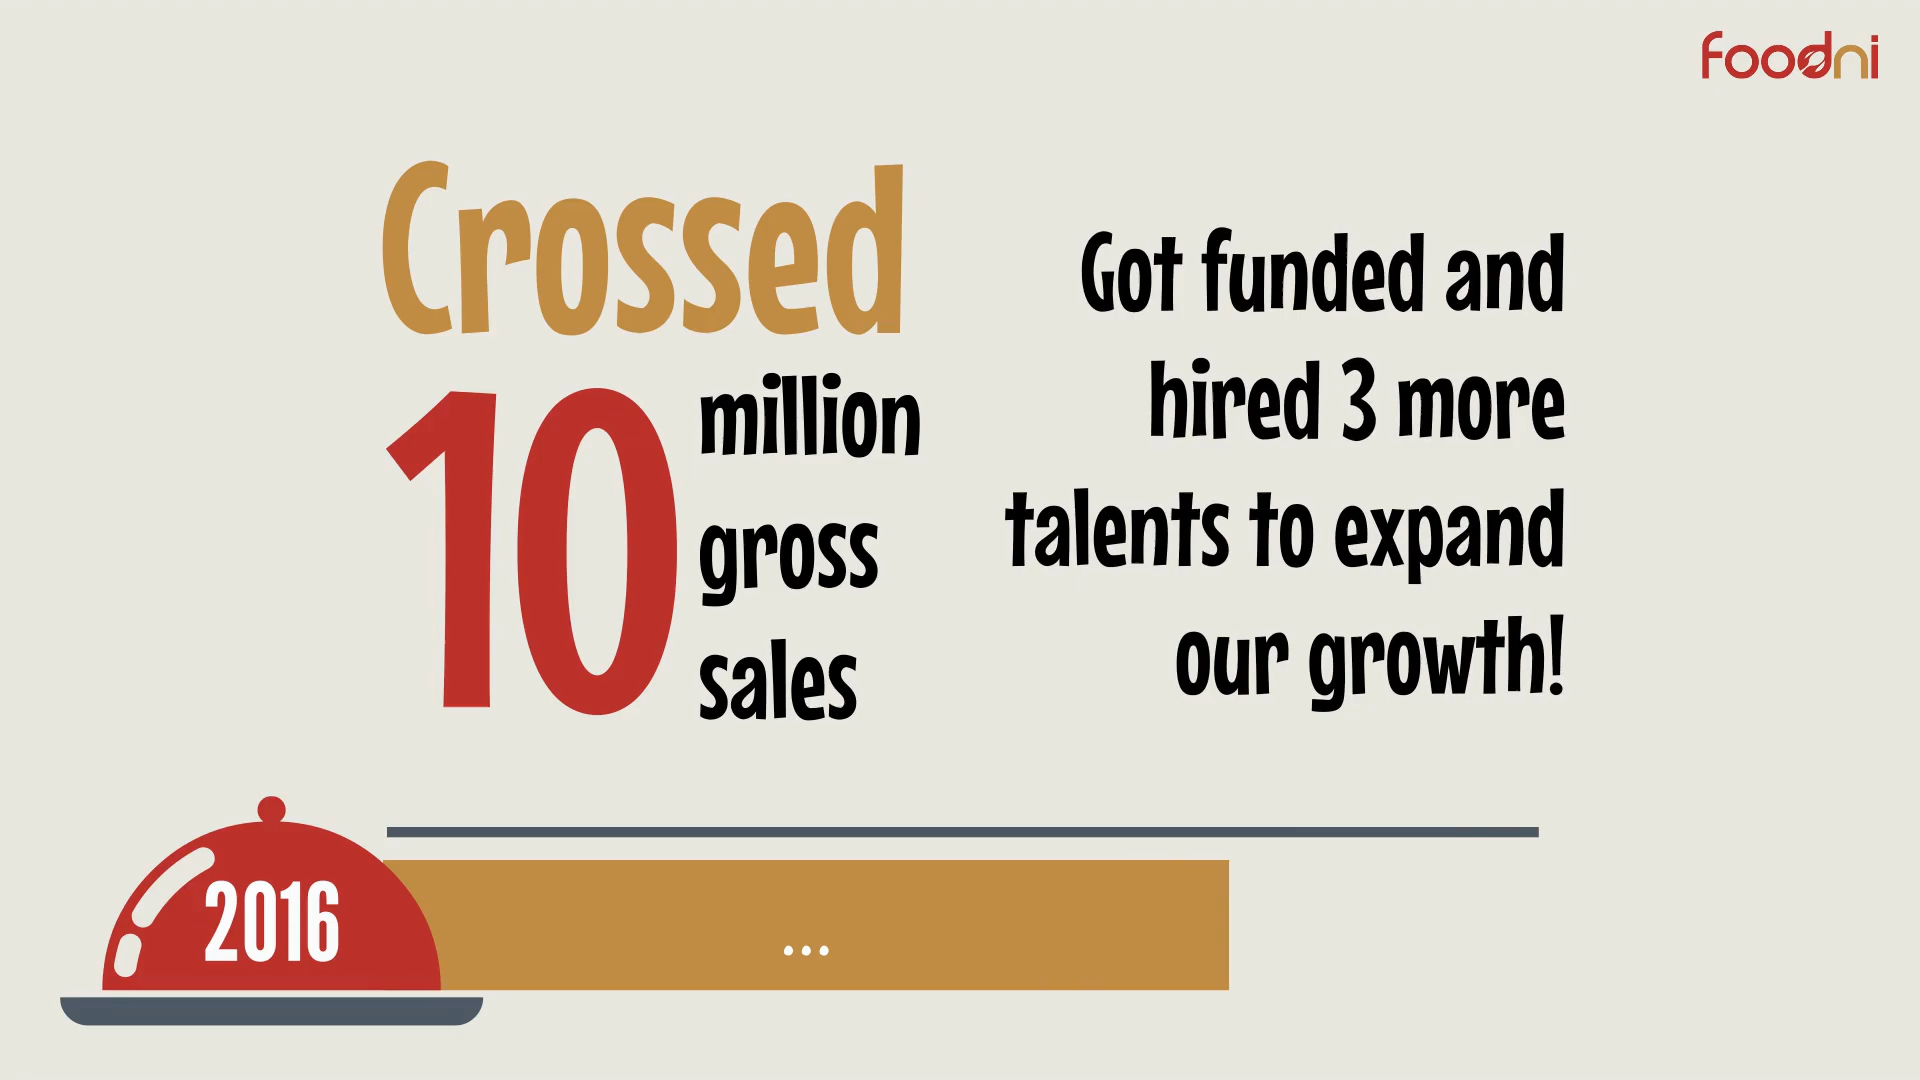 foodni
Crossed
10
million
gross
sales
Got funded and
hired 3 more
talents to expand
our growth!
2016
...